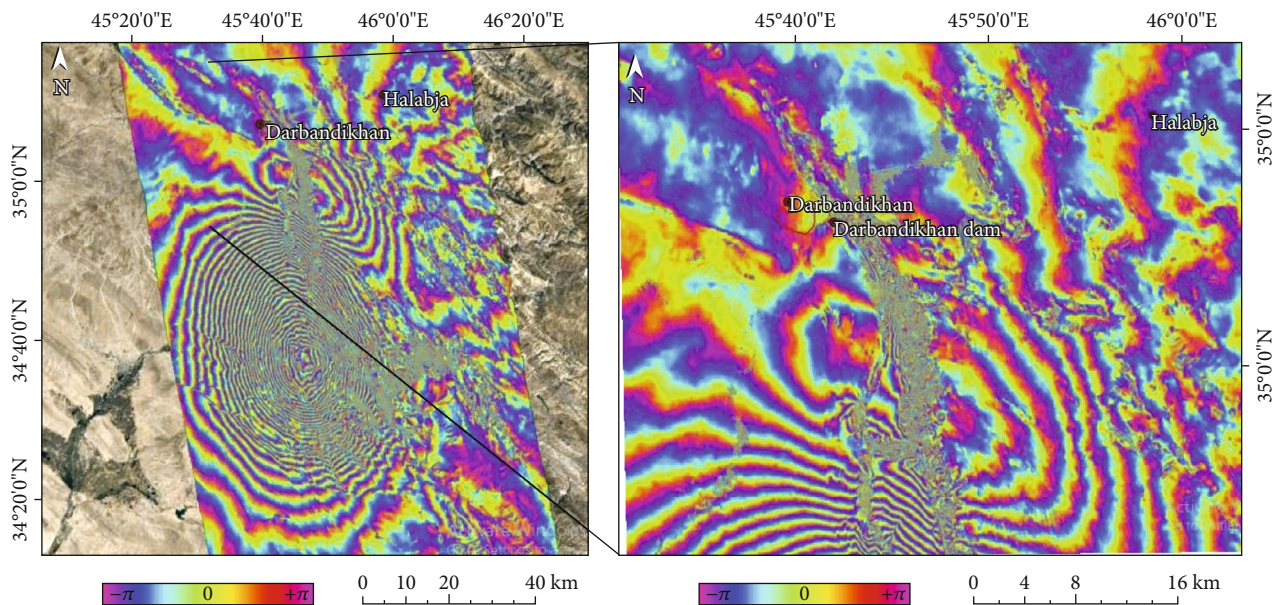 45°20'0"E 45°40'0"E 46°0'0"E 46°20'0"E
45°40'0"E 45°50'0"E 46°0'0"E
N
Halabja
Darbandikhan
35°0'0"N
34°40'0"N
34°20'0"N
N
Halabja
Darbandikhan
Darbandikhan dam
35°0'0"N
35°0'0"N
−π 0 +π
0 10 20 40 km
−π 0 +π
0 4 8 16 km